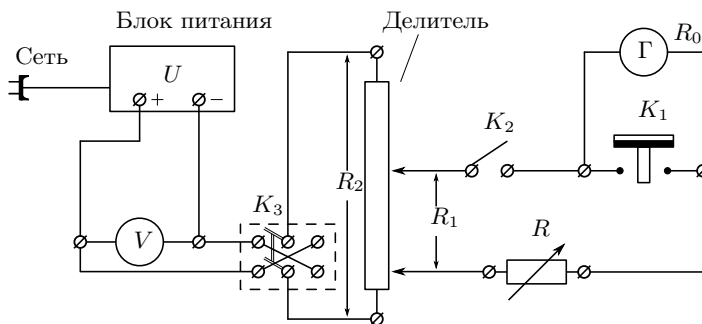 Блок питания
Делитель
Сеть
U
+ −
R₀
Г
K₁
K₂
R₂
K₃
R₁
V
R